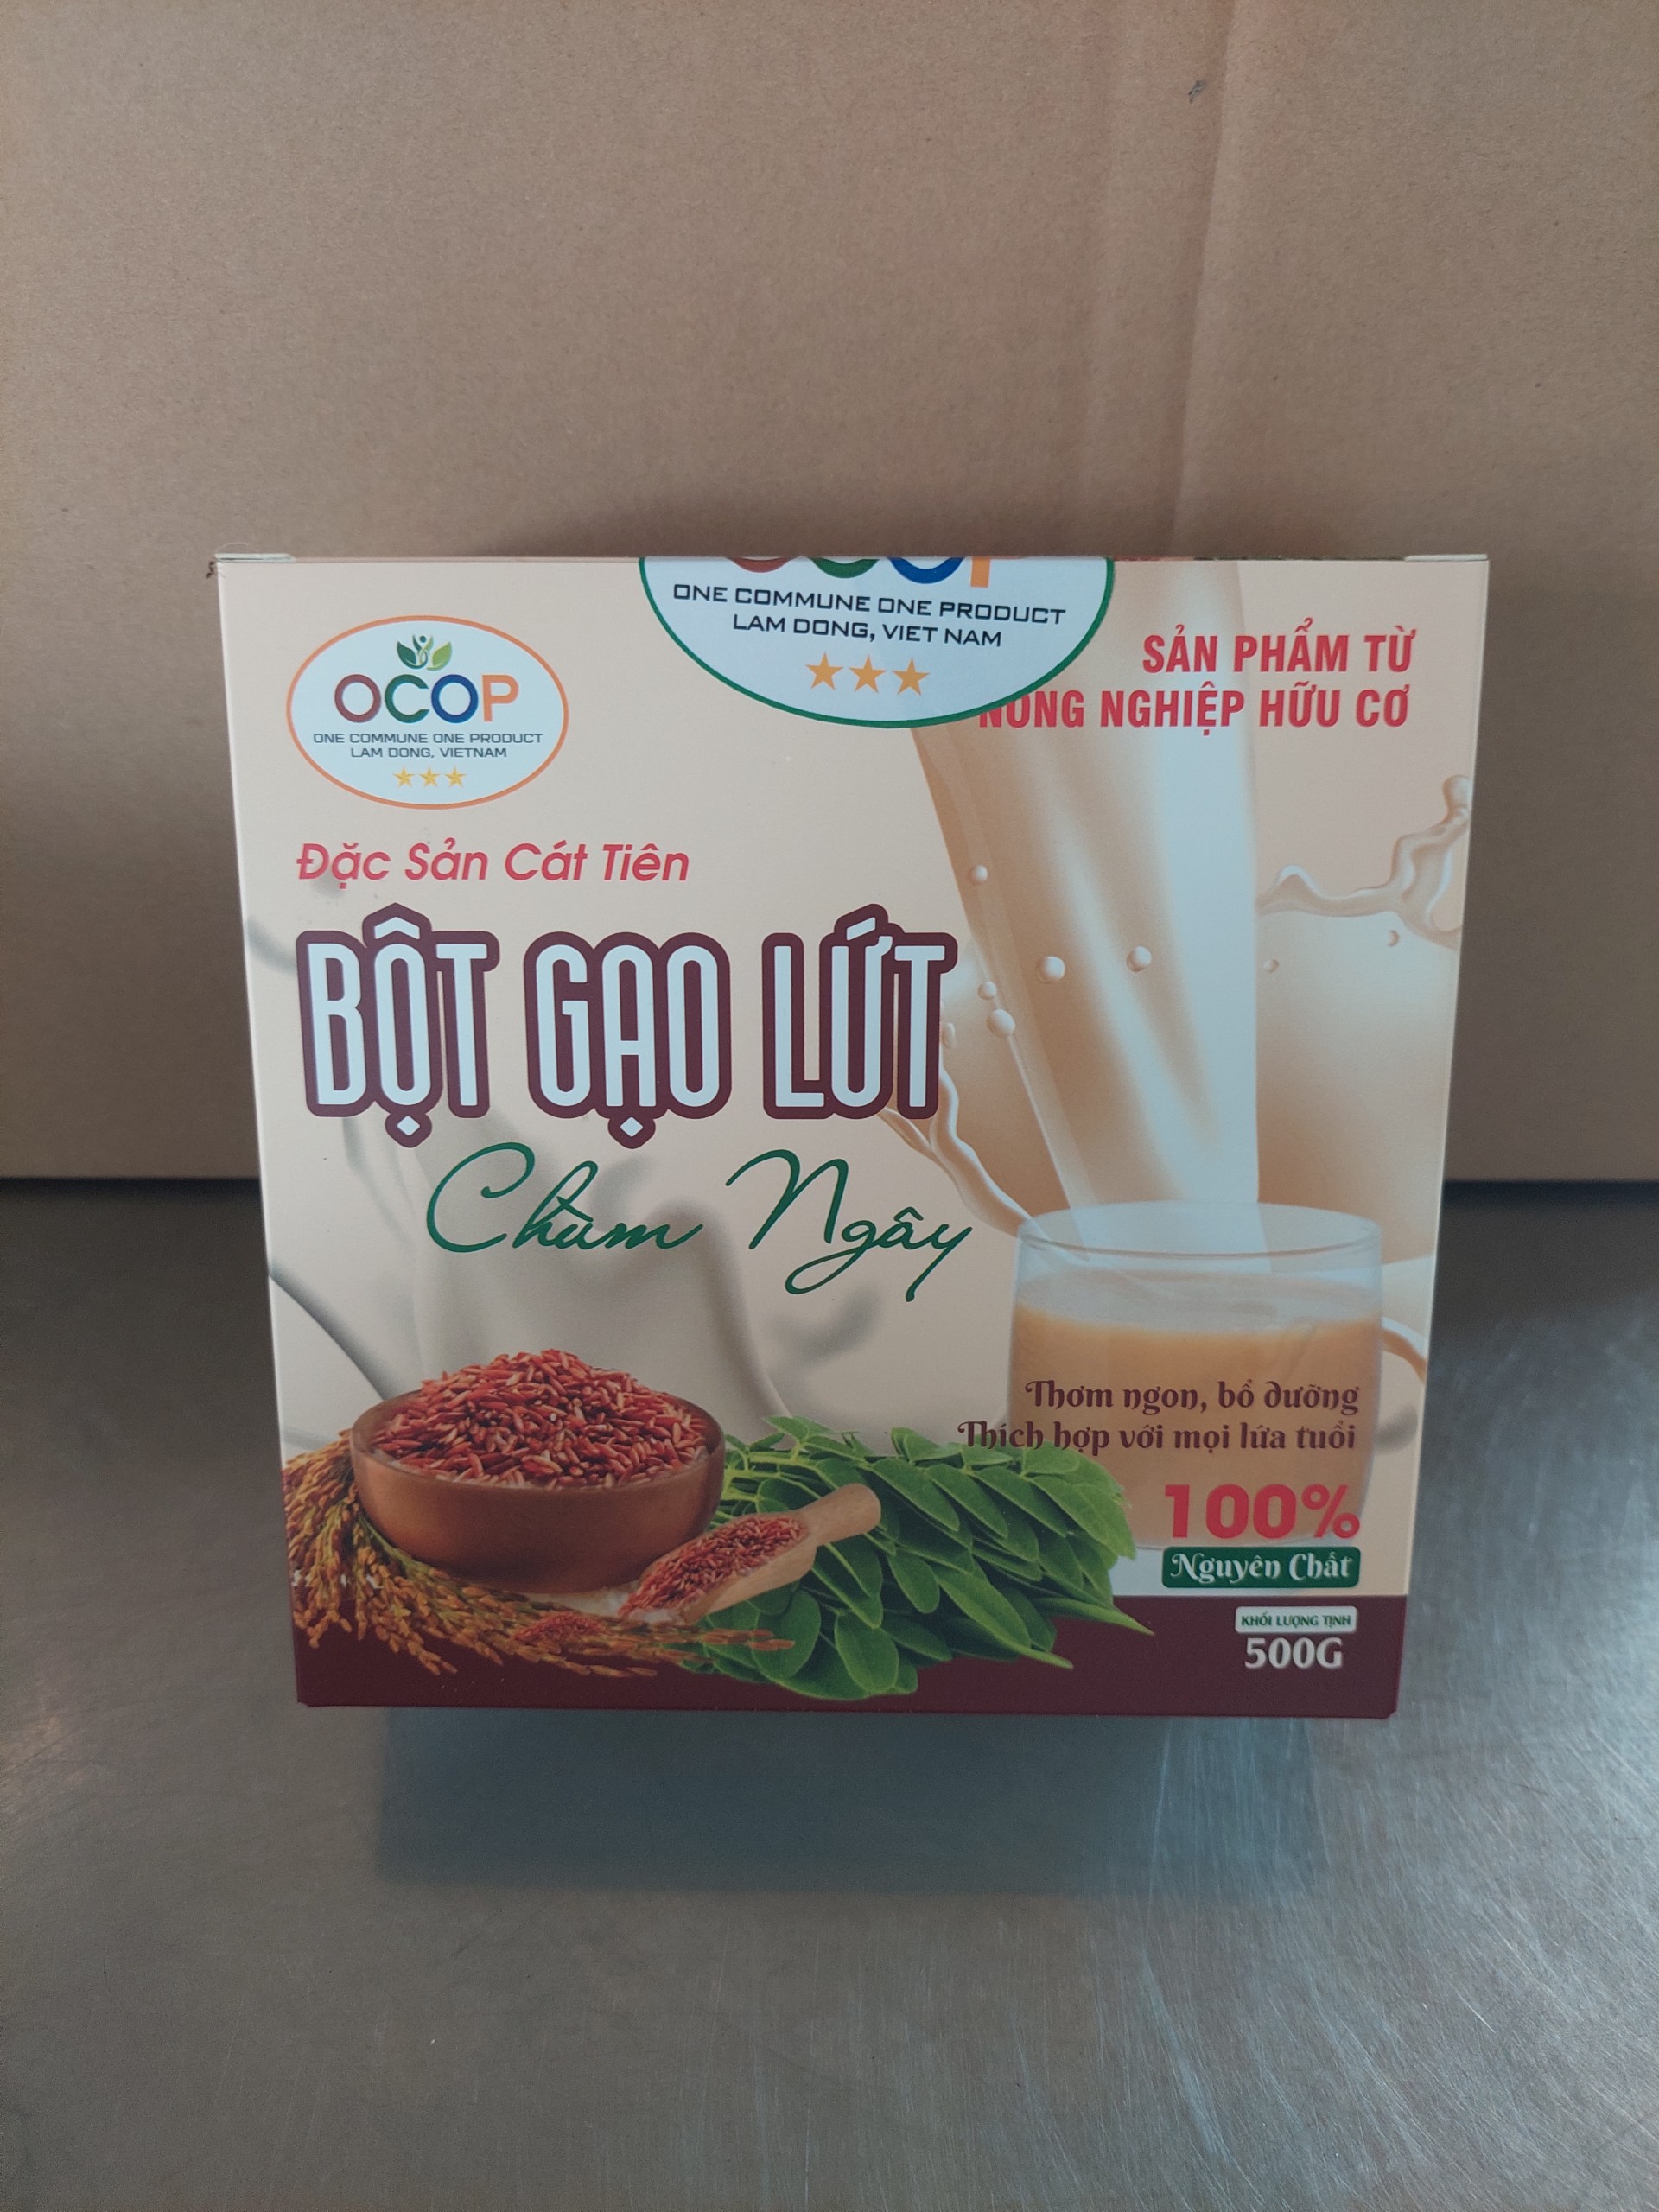 OCOP
ONE COMMUNE ONE PRODUCT
LAM DONG, VIET NAM
SẢN PHẨM TỪ
NÔNG NGHIỆP HỮU CƠ
OCOP
ONE COMMUNE ONE PRODUCT
LAM DONG, VIETNAM
Đặc Sản Cát Tiên
BỘT GẠO LỨT
Chùm Ngây
Thơm ngon, bổ dưỡng
Thích hợp với mọi lứa tuổi
100%
Nguyên Chất
KHỐI LƯỢNG TỊNH
500G